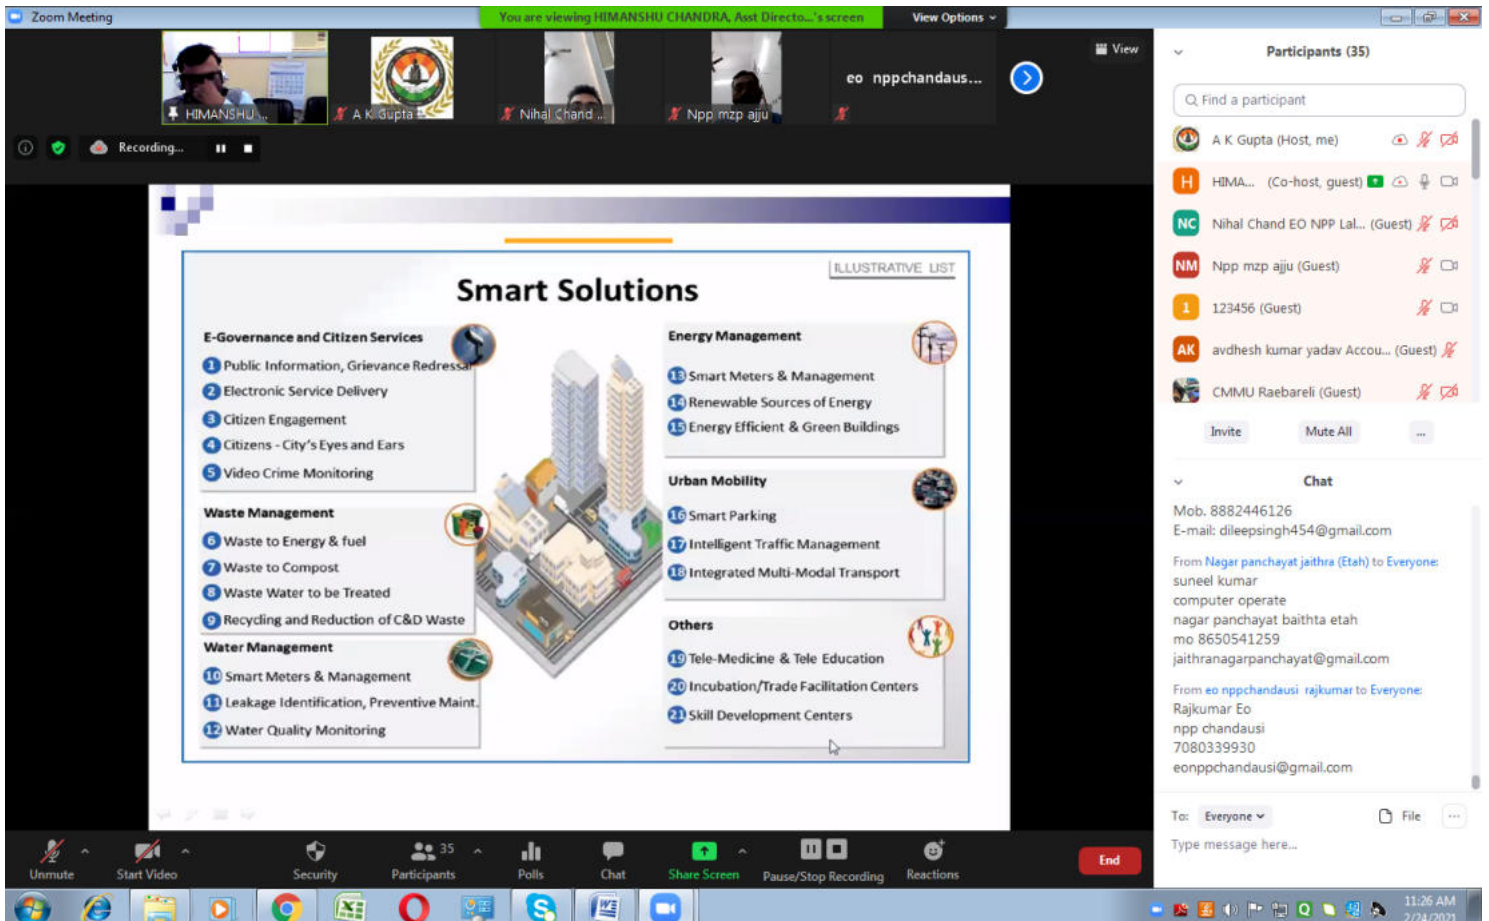 Zoom Meeting
You are viewing HIMANSHU CHANDRA, Asst Directo...'s screen
View Options
HIMANSHU ...
A K Gupta
Nihal Chand ...
Npp mzp ajju
eo nppchandaus...
View
Recording...
ILLUSTRATIVE LIST
Smart Solutions
E-Governance and Citizen Services
1 Public Information, Grievance Redressal
2 Electronic Service Delivery
3 Citizen Engagement
4 Citizens - City's Eyes and Ears
5 Video Crime Monitoring
Waste Management
6 Waste to Energy & fuel
7 Waste to Compost
8 Waste Water to be Treated
9 Recycling and Reduction of C&D Waste
Water Management
10 Smart Meters & Management
11 Leakage Identification, Preventive Maint.
12 Water Quality Monitoring
Energy Management
13 Smart Meters & Management
14 Renewable Sources of Energy
15 Energy Efficient & Green Buildings
Urban Mobility
16 Smart Parking
17 Intelligent Traffic Management
18 Integrated Multi-Modal Transport
Others
19 Tele-Medicine & Tele Education
20 Incubation/Trade Facilitation Centers
21 Skill Development Centers
Participants (35)
Find a participant
A K Gupta (Host, me)
H HIMA... (Co-host, guest)
NC Nihal Chand EO NPP Lal... (Guest)
NM Npp mzp ajju (Guest)
1 123456 (Guest)
AK avdhesh kumar yadav Accou... (Guest)
CMMU Raebareli (Guest)
Invite Mute All ...
Chat
Mob. 8882446126
E-mail: dileepsingh454@gmail.com
From Nagar panchayat jaithra (Etah) to Everyone:
suneel kumar
computer operate
nagar panchayat baithta etah
mo 8650541259
jaithranagarpanchayat@gmail.com
From eo nppchandausi rajkumar to Everyone:
Rajkumar Eo
npp chandausi
7080339930
eonppchandausi@gmail.com
To: Everyone File ...
Type message here...
Unmute
Start Video
Security
35
Participants
Polls
Chat
Share Screen
Pause/Stop Recording
Reactions
End
11:26 AM
2/24/2021